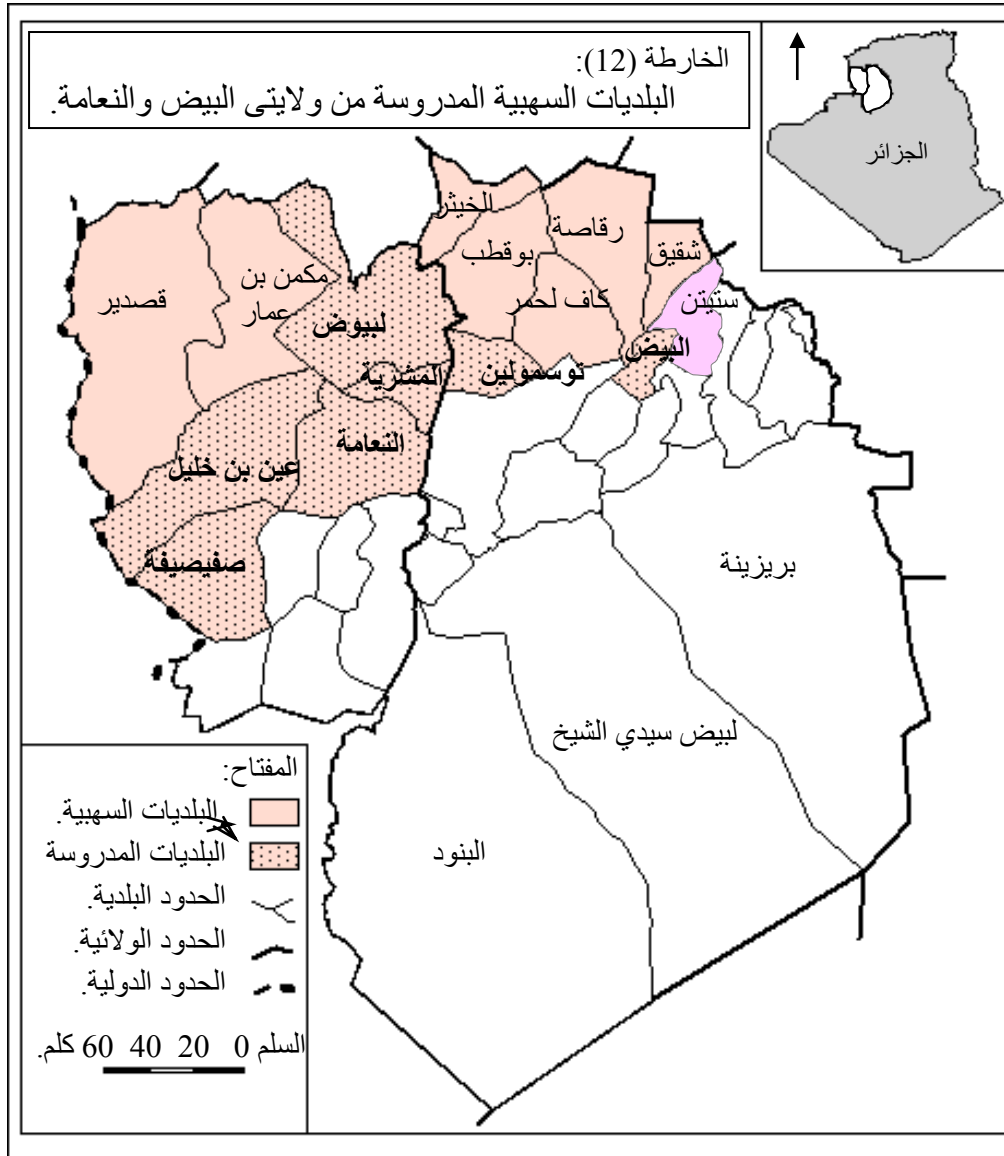 الخارطة (12):
البلديات السهبية المدروسة من ولايتى البيض والنعامة.
الجزائر
الخيثر
رقاصة
بوقطب
شقيق
مكمن بن
عمار
قصدير
ستيتن
كاف لحمر
لبيوض
البيض
توسمولين
المشرية
النعامة
عين بن خليل
صفيصيفة
بريزينة
لبيض سيدي الشيخ
البنود
المفتاح:
البلديات السهبية.
البلديات المدروسة
الحدود البلدية.
الحدود الولائية.
الحدود الدولية.
السلم 0 20 40 60 كلم.